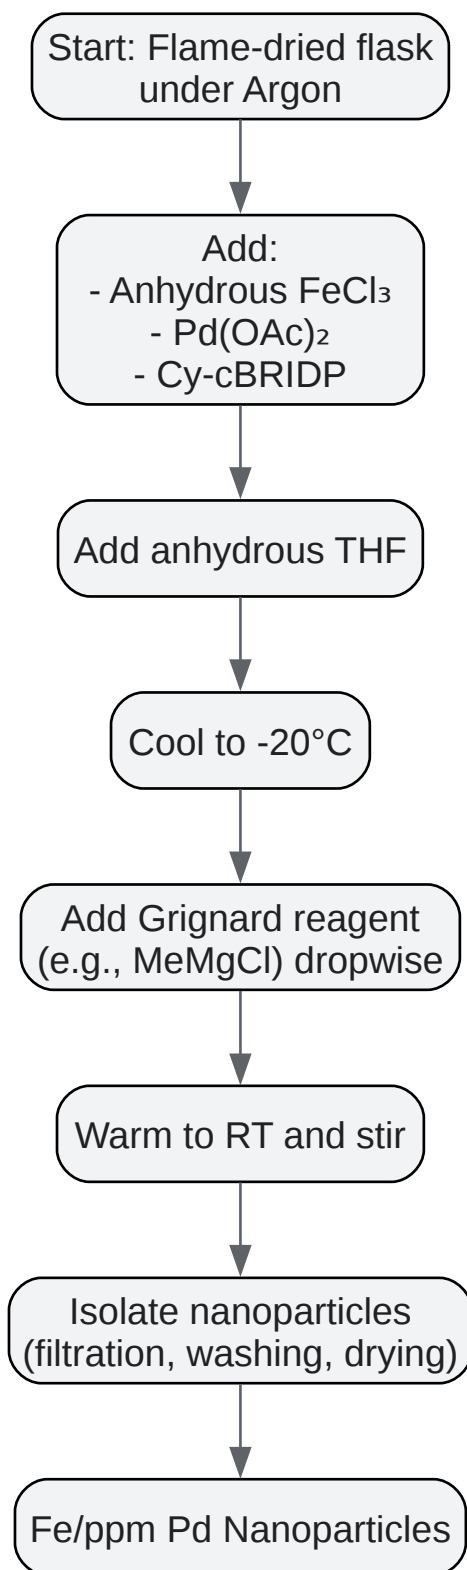 Start: Flame-dried flask
under Argon
Add:
- Anhydrous FeCl₃
- Pd(OAc)₂
- Cy-cBRIDP
Add anhydrous THF
Cool to -20°C
Add Grignard reagent
(e.g., MeMgCl) dropwise
Warm to RT and stir
Isolate nanoparticles
(filtration, washing, drying)
Fe/ppm Pd Nanoparticles